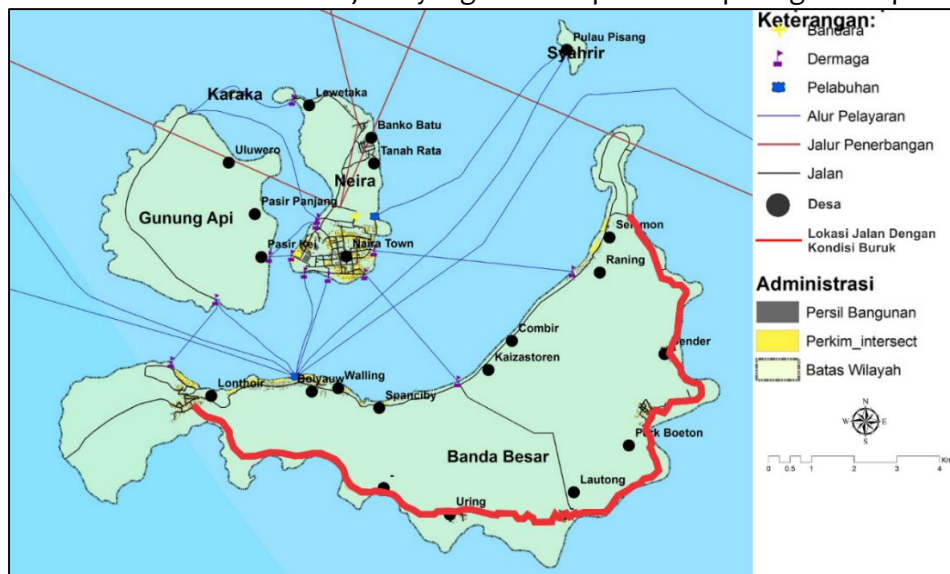 Keterangan:
Bandara
Dermaga
Pelabuhan
Alur Pelayaran
Jalur Penerbangan
Jalan
Desa
Lokasi Jalan Dengan
Kondisi Buruk
Administrasi
Persil Bangunan
Perkim_intersect
Batas Wilayah
N
W E
S
0 0.5 1 2 3 4
Pulau Pisang
Syahrir
Karaka
Lewetaka
Banko Batu
Tanah Rata
Uluwero
Neira
Pasir Panjang
Gunung Api
Pasir Kei
Naira Town
Raning
Combir
Kaizastoren
Lonthoir
Walling
Spanciby
Banda Besar
Lautong
Uring